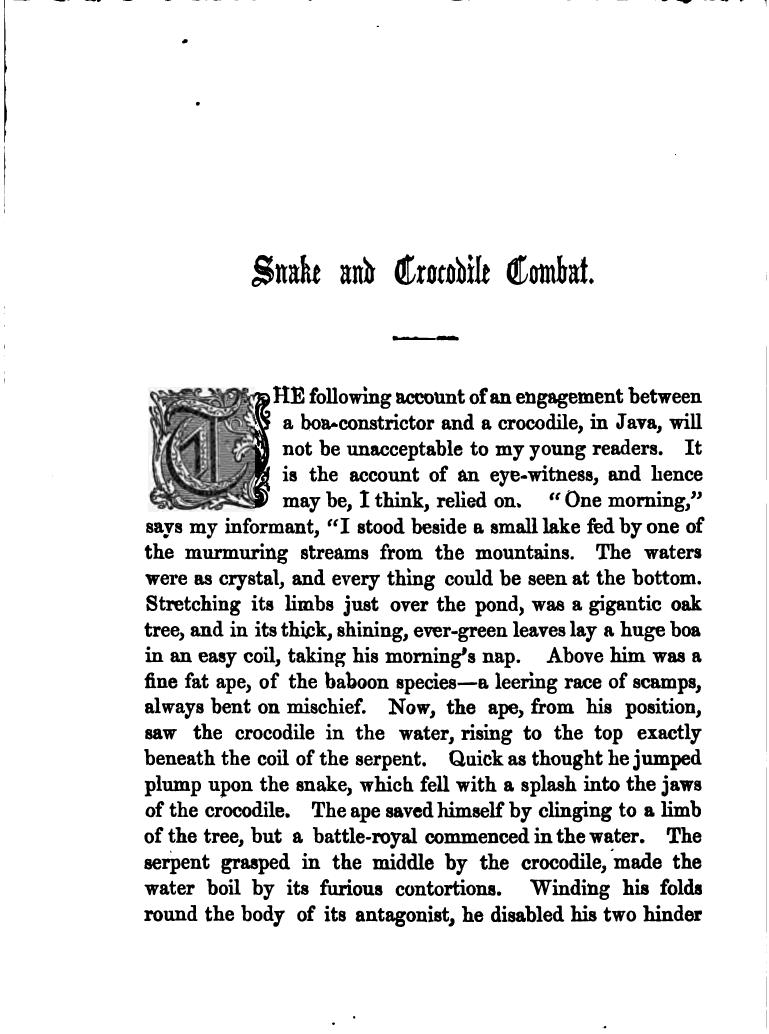 Snake and Crocodile Combat.
THE following account of an engagement between
a boa-constrictor and a crocodile, in Java, will
not be unacceptable to my young readers. It
is the account of an eye-witness, and hence
may be, I think, relied on. “One morning,”
says my informant, “I stood beside a small lake fed by one of
the murmuring streams from the mountains. The waters
were as crystal, and every thing could be seen at the bottom.
Stretching its limbs just over the pond, was a gigantic oak
tree, and in its thick, shining, ever-green leaves lay a huge boa
in an easy coil, taking his morning's nap. Above him was a
fine fat ape, of the baboon species—a leering race of scamps,
always bent on mischief. Now, the ape, from his position,
saw the crocodile in the water, rising to the top exactly
beneath the coil of the serpent. Quick as thought he jumped
plump upon the snake, which fell with a splash into the jaws
of the crocodile. The ape saved himself by clinging to a limb
of the tree, but a battle-royal commenced in the water. The
serpent grasped in the middle by the crocodile, made the
water boil by its furious contortions. Winding his folds
round the body of its antagonist, he disabled his two hinder